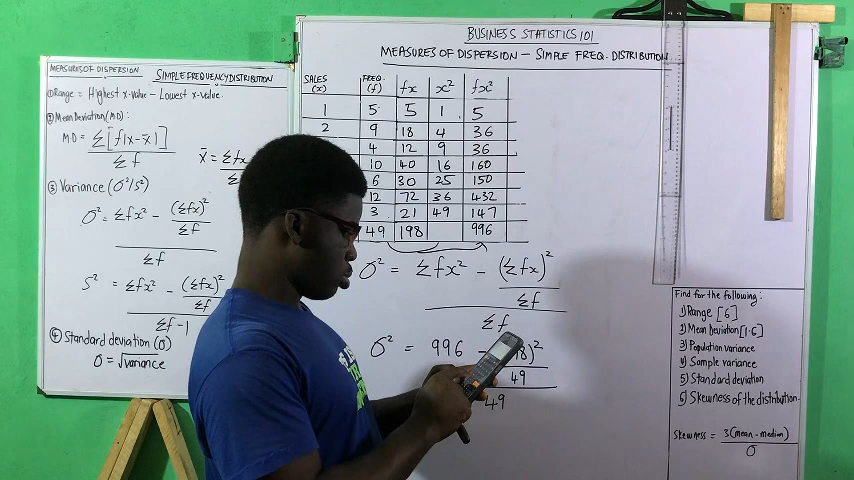 BUSINESS STATISTICS 101
MEASURES OF DISPERSION - SIMPLE FREQ. DISTRIBUTION
MEASURES OF DISPERSION
SIMPLE FREQUENCY DISTRIBUTION
① Range = Highest x-value - Lowest x-value.
② Mean Deviation (MD):
MD = Σ[f|x-x̄|]
Σf
x̄ = Σfx
③ Variance (σ²/s²)
σ² = Σfx² - (Σfx)²
Σf
Σf
s² = Σfx² - (Σfx)²
Σf
Σf-1
④ Standard deviation (σ)
σ = √variance
SALES (x) FREQ. (f) fx x² fx²
1 5 5 1 5
2 9 18 4 36
4 12 9 36
10 40 16 160
6 30 25 150
12 72 36 432
3 21 49 147
49 198 996
σ² = Σfx² - (Σfx)²
Σf
Σf
σ² = 996 8)²
49
49
Find for the following:
1) Range [6]
2) Mean Deviation [1.6]
3) Population variance
4) Sample variance
5) Standard deviation
6) Skewness of the distribution.
Skewness = 3(mean-median)
σ